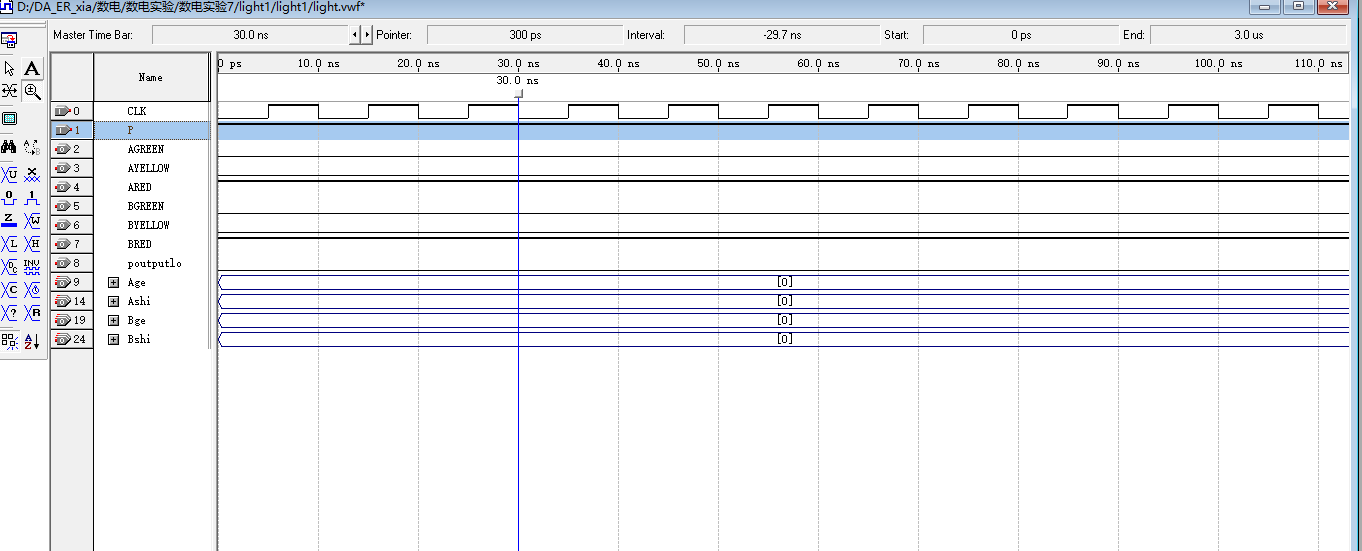 D:/DA_ER_xia/数电/数电实验/数电实验7/light1/light1/light.vwf*
Master Time Bar: 30.0 ns Pointer: 300 ps Interval: -29.7 ns Start: 0 ps End: 3.0 us
Name 0 ps 10.0 ns 20.0 ns 30.0 ns 40.0 ns 50.0 ns 60.0 ns 70.0 ns 80.0 ns 90.0 ns 100.0 ns 110.0 ns
30.0 ns
0 CLK
1 P
2 AGREEN
3 AYELLOW
4 ARED
5 BGREEN
6 BYELLOW
7 BRED
8 poutputlo
9 Age [0]
14 Ashi [0]
19 Bge [0]
24 Bshi [0]